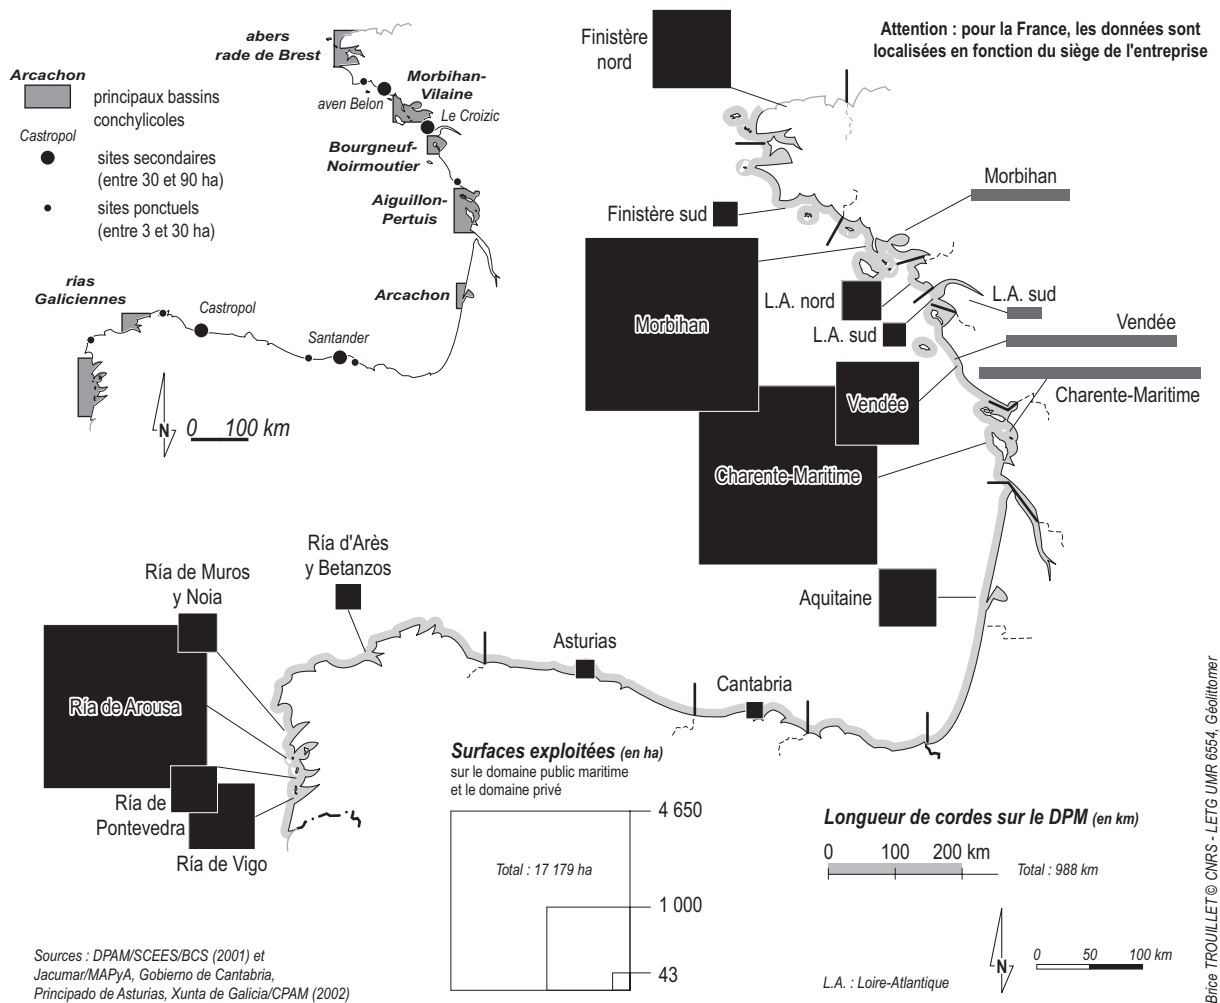 Attention : pour la France, les données sont
localisées en fonction du siège de l'entreprise
Arcachon
principaux bassins
conchylicoles
Castropol
sites secondaires
(entre 30 et 90 ha)
sites ponctuels
(entre 3 et 30 ha)
abers
rade de Brest
aven Belon
Morbihan-
Vilaine
Le Croizic
Bourgneuf-
Noirmoutier
Aiguillon-
Pertuis
Arcachon
rias
Galiciennes
Castropol
Santander
N
0 100 km
Finistère
nord
Morbihan
Finistère sud
Morbihan
L.A. nord
L.A. sud
L.A. sud
Vendée
Vendée
Charente-Maritime
Charente-Maritime
Aquitaine
Ría d'Arès
y Betanzos
Ría de Muros
y Noia
Ría de Arousa
Ría de
Pontevedra
Ría de Vigo
Asturias
Cantabria
Surfaces exploitées (en ha)
sur le domaine public maritime
et le domaine privé
4 650
Total : 17 179 ha
1 000
43
Longueur de cordes sur le DPM (en km)
0 100 200 km
Total : 988 km
N
0 50 100 km
L.A. : Loire-Atlantique
Sources : DPAM/SCEES/BCS (2001) et
Jacumar/MAPyA, Gobierno de Cantabria,
Principado de Asturias, Xunta de Galicia/CPAM (2002)
Brice TROUILLET © CNRS - LETG UMR 6554, Géolittomer